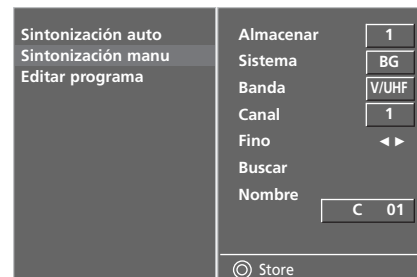 Sintonización auto
Sintonización manu
Editar programa
Almacenar 1
Sistema BG
Banda V/UHF
Canal 1
Fino ◄ ►
Buscar
Nombre
C 01
Store